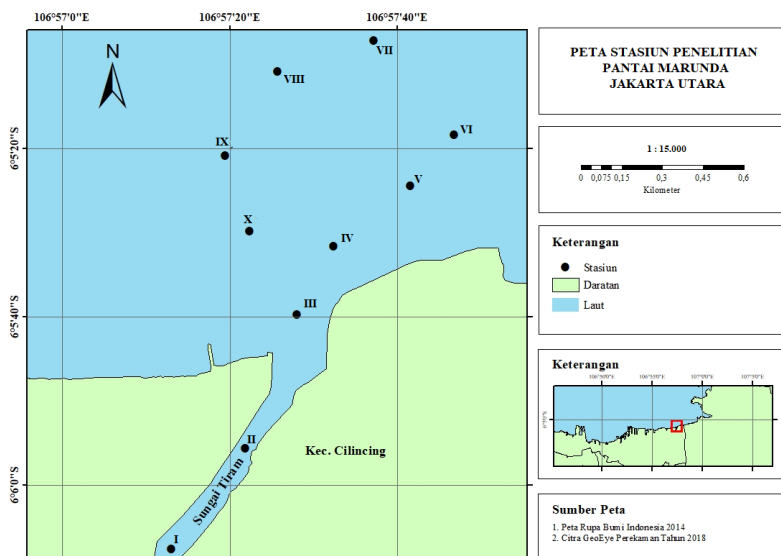 106°57'0"E 106°57'20"E 106°57'40"E
N
VII
VIII
VI
IX
V
X
IV
III
II
I
6°5'20"S
6°5'40"S
6°6'0"S
Sungai Tiram
Kec. Cilincing
PETA STASIUN PENELITIAN
PANTAI MARUNDA
JAKARTA UTARA
1 : 15.000
0 0,075 0,15 0,3 0,45 0,6
Kilometer
Keterangan
Stasiun
Daratan
Laut
Keterangan
107°0'0"E
Sumber Peta
1. Peta Rupa Bumi Indonesia 2014
2. Citra GeoEye Perekaman Tahun 2018